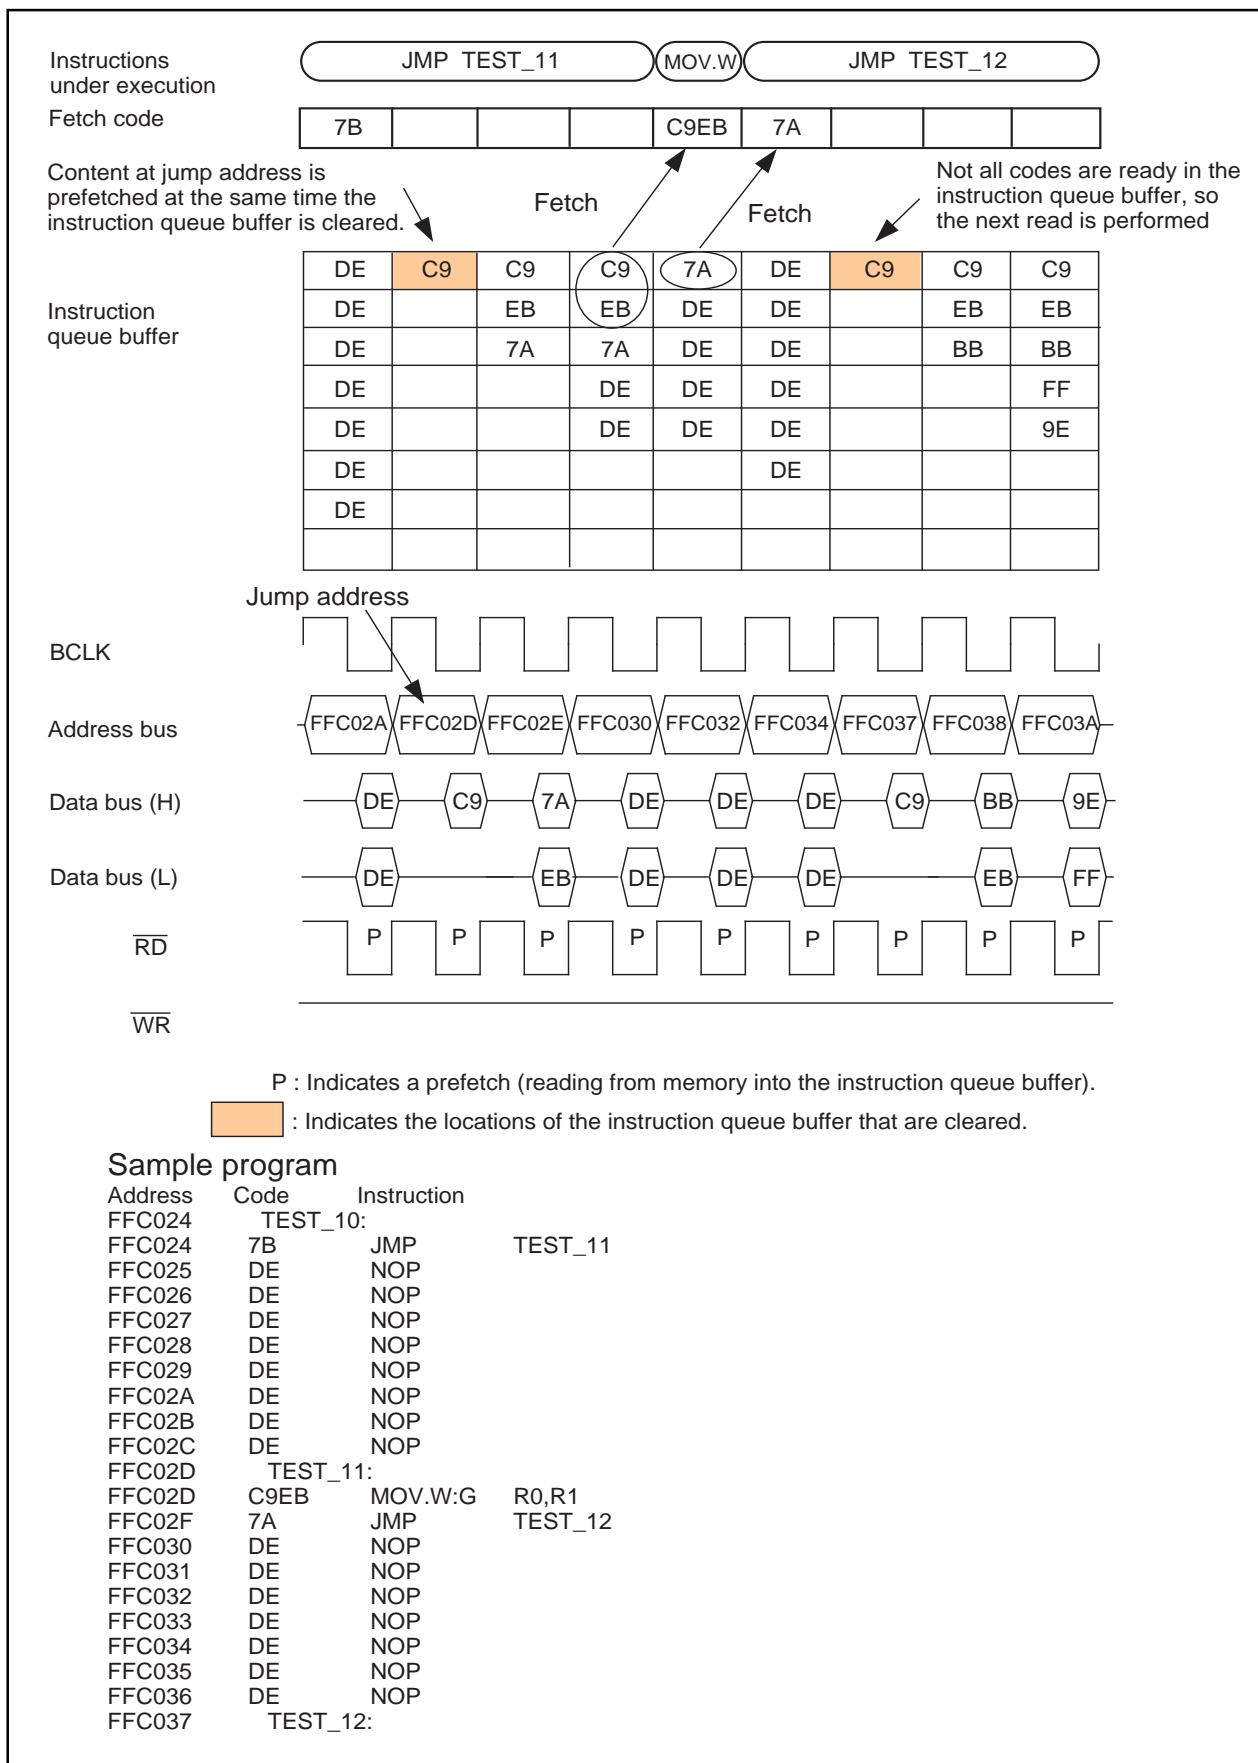 Instructions
under execution
JMP TEST_11 MOV.W JMP TEST_12
Fetch code
7B C9EB 7A
Content at jump address is
prefetched at the same time the
instruction queue buffer is cleared.
Fetch
Fetch
Not all codes are ready in the
instruction queue buffer, so
the next read is performed
Instruction
queue buffer
DE C9 C9 C9 7A DE C9 C9 C9
DE EB EB DE DE EB EB
DE 7A 7A DE DE BB BB
DE DE DE DE FF
DE DE DE DE 9E
DE DE
DE
Jump address
BCLK
Address bus
FFC02A FFC02D FFC02E FFC030 FFC032 FFC034 FFC037 FFC038 FFC03A
Data bus (H)
DE C9 7A DE DE DE C9 BB 9E
Data bus (L)
DE EB DE DE DE EB FF
RD
P P P P P P P P P
WR
P : Indicates a prefetch (reading from memory into the instruction queue buffer).
: Indicates the locations of the instruction queue buffer that are cleared.
Sample program
Address Code Instruction
FFC024 TEST_10:
FFC024 7B JMP TEST_11
FFC025 DE NOP
FFC026 DE NOP
FFC027 DE NOP
FFC028 DE NOP
FFC029 DE NOP
FFC02A DE NOP
FFC02B DE NOP
FFC02C DE NOP
FFC02D TEST_11:
FFC02D C9EB MOV.W:G R0,R1
FFC02F 7A JMP TEST_12
FFC030 DE NOP
FFC031 DE NOP
FFC032 DE NOP
FFC033 DE NOP
FFC034 DE NOP
FFC035 DE NOP
FFC036 DE NOP
FFC037 TEST_12: